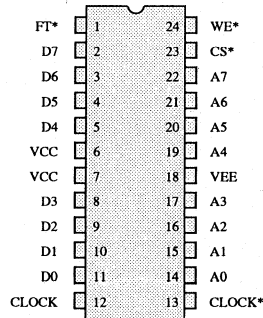 FT* 1 24 WE*
D7 2 23 CS*
D6 3 22 A7
D5 4 21 A6
D4 5 20 A5
VCC 6 19 A4
VCC 7 18 VEE
D3 8 17 A3
D2 9 16 A2
D1 10 15 A1
D0 11 14 A0
CLOCK 12 13 CLOCK*